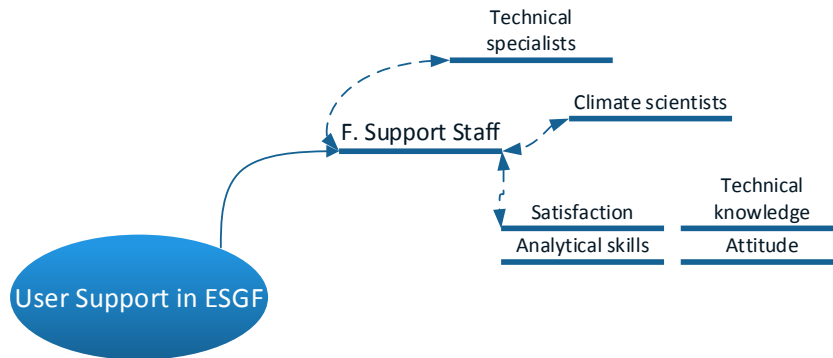 Technical
specialists
Climate scientists
F. Support Staff
Technical
Satisfaction knowledge
Analytical skills Attitude
User Support in ESGF